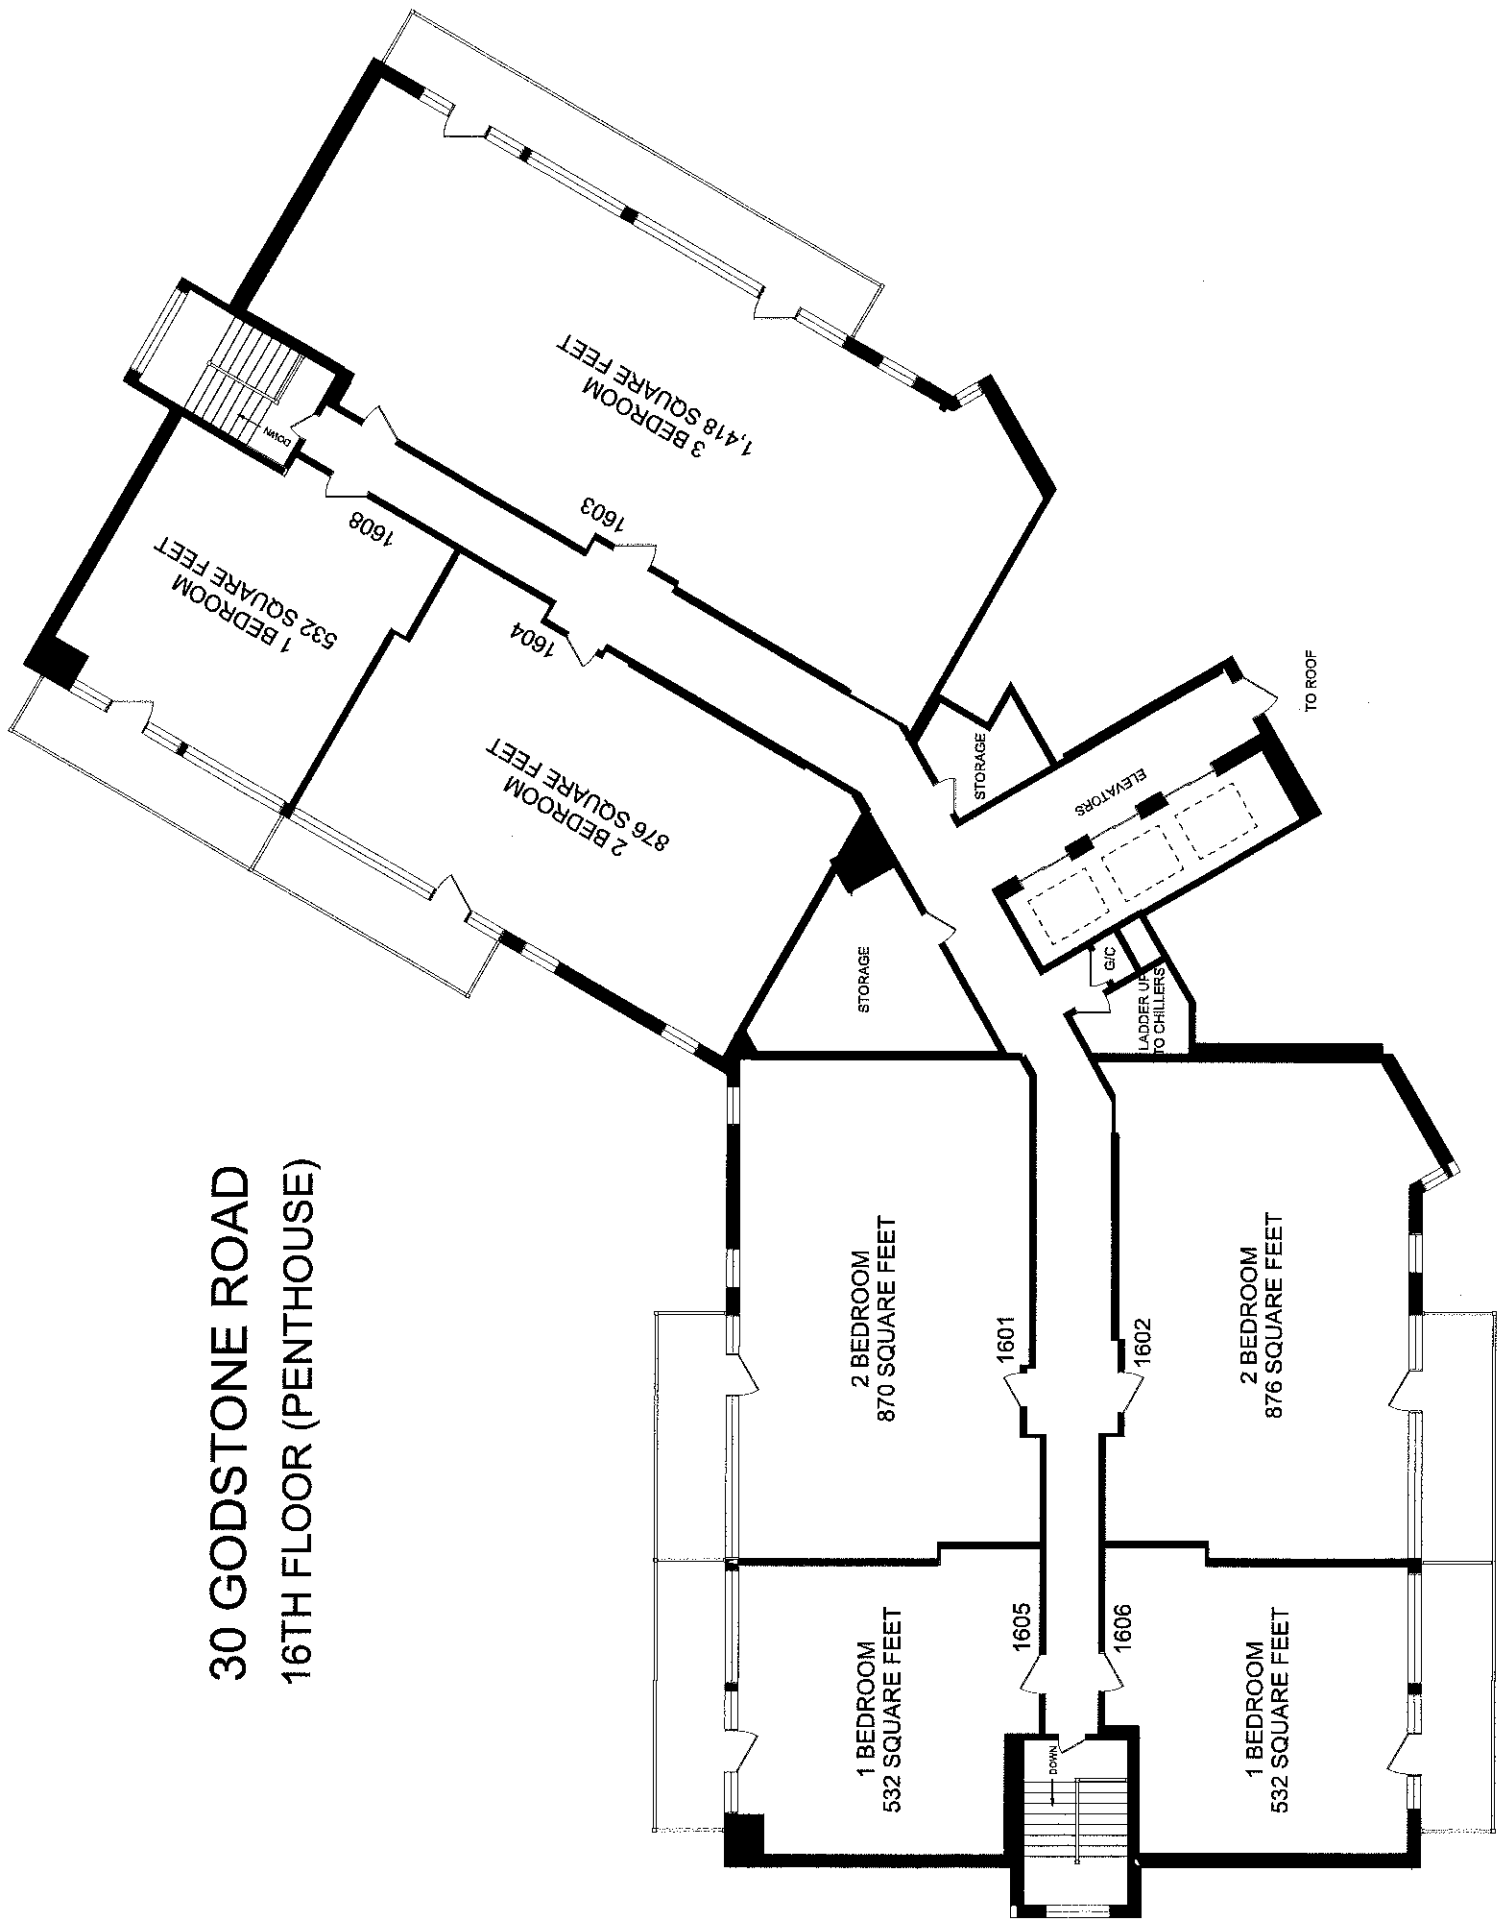 30 GODSTONE ROAD
16TH FLOOR (PENTHOUSE)
1 BEDROOM
532 SQUARE FEET
1605
2 BEDROOM
870 SQUARE FEET
1601
1 BEDROOM
532 SQUARE FEET
1606
2 BEDROOM
876 SQUARE FEET
1602
DOWN
STORAGE
LADDER UP
TO CHILLERS
G/C
ELEVATORS
STORAGE
TO ROOF
2 BEDROOM
876 SQUARE FEET
1604
1 BEDROOM
532 SQUARE FEET
1608
3 BEDROOM
1,418 SQUARE FEET
1603
DOWN